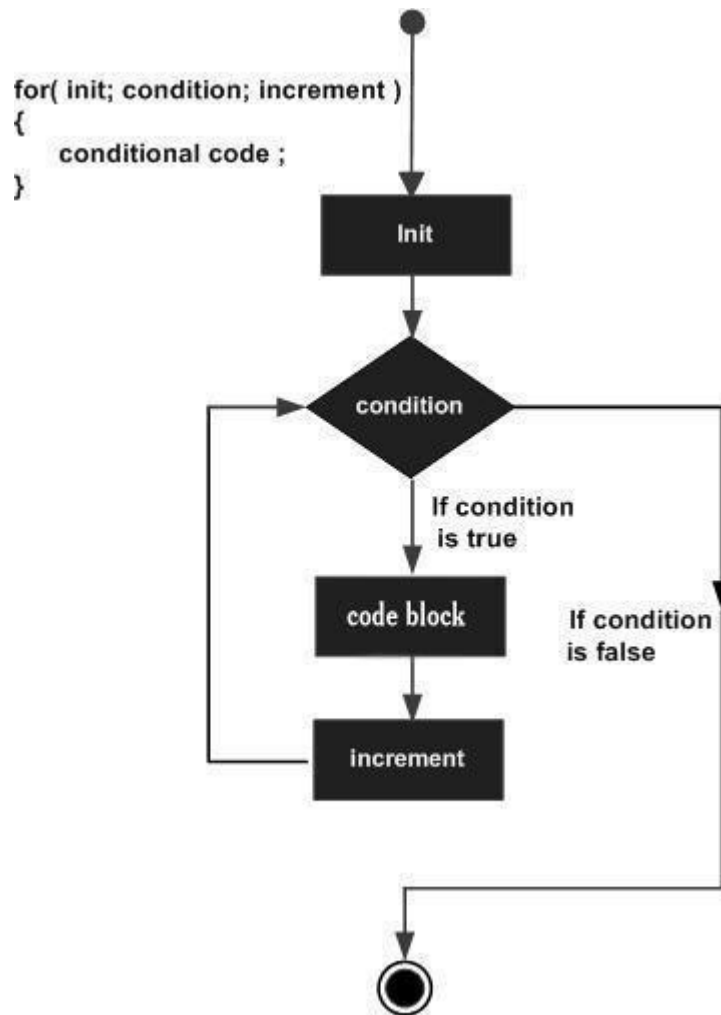 for( init; condition; increment )
{
conditional code ;
}
Init
condition
If condition
is true
code block
If condition
is false
increment